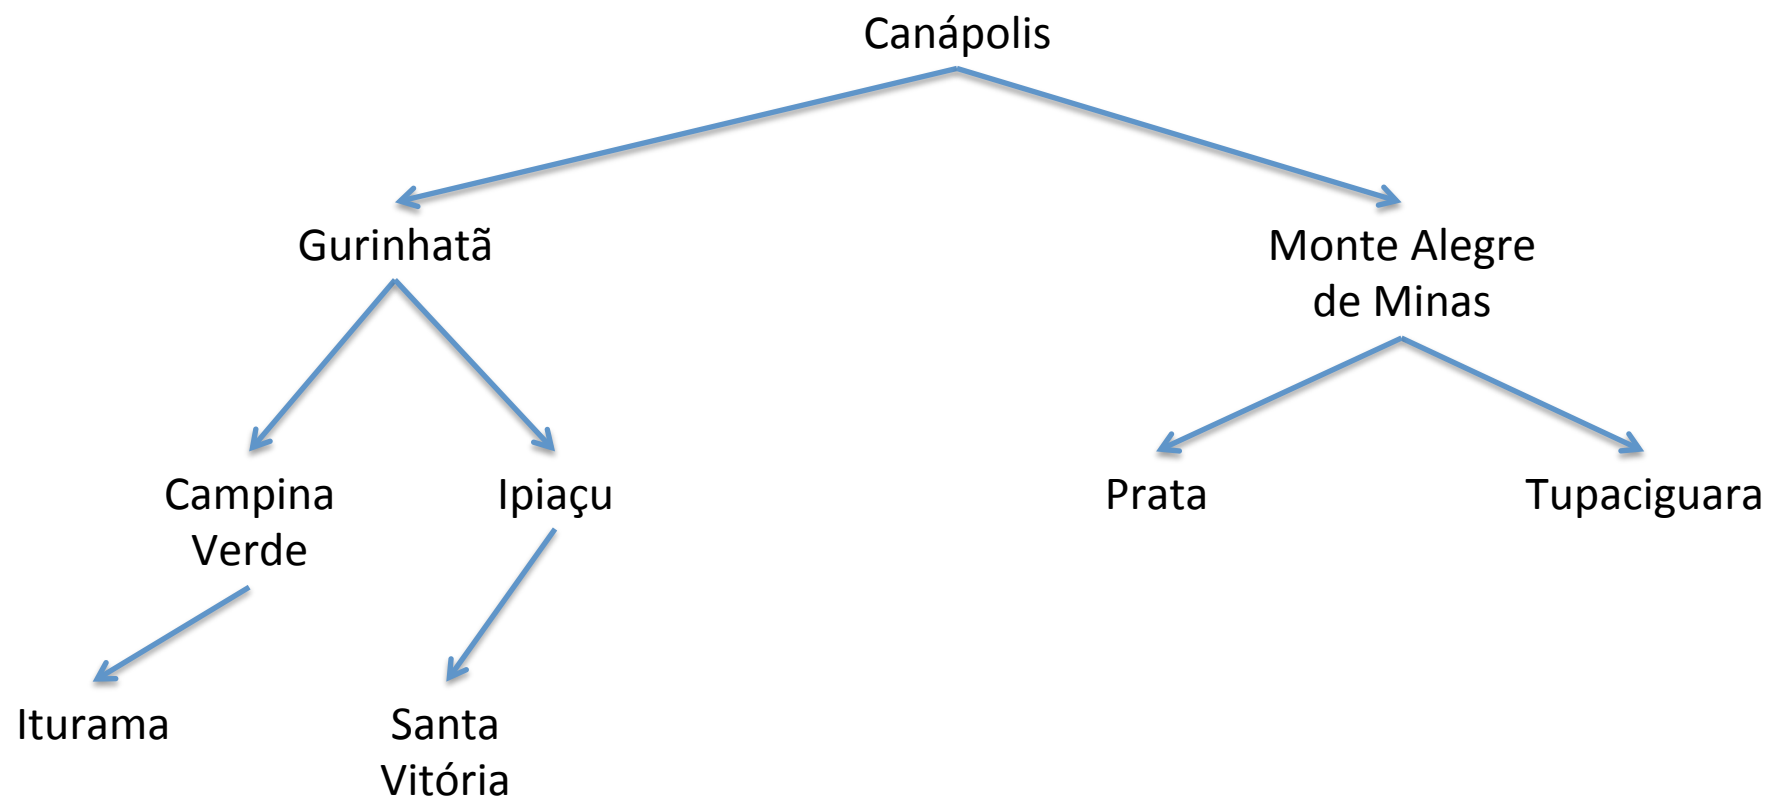 Canápolis
Gurinhatã
Monte Alegre
de Minas
Campina
Verde
Ipiaçu
Prata
Tupaciguara
Iturama
Santa
Vitória